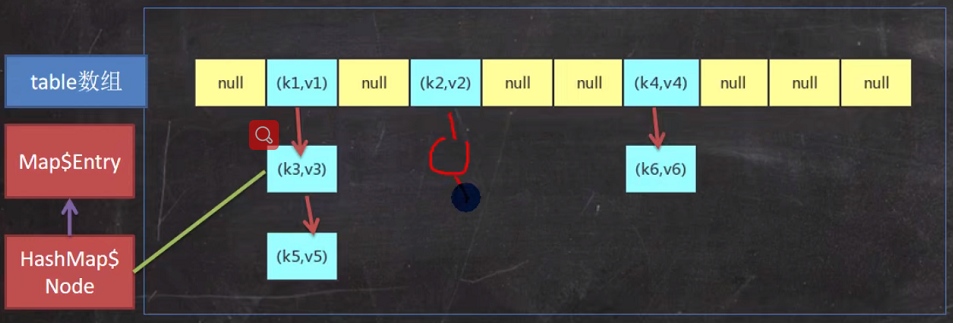 table数组
null
(k1,v1)
null
(k2,v2)
null
null
(k4,v4)
null
null
null
Map$Entry
(k3,v3)
(k6,v6)
HashMap$
Node
(k5,v5)